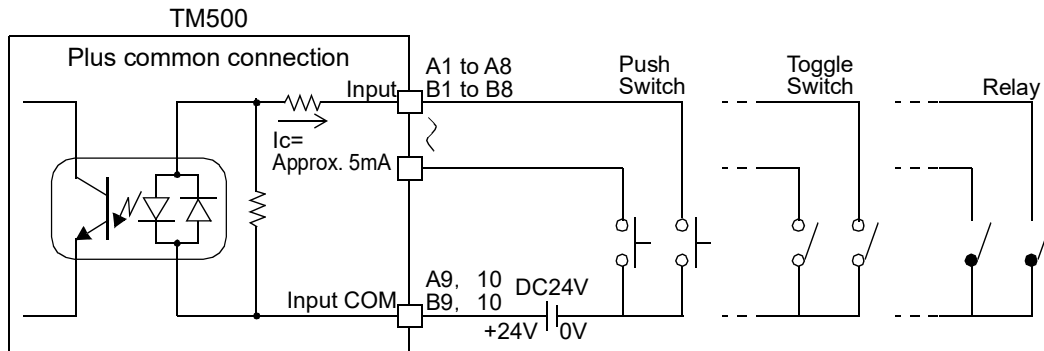 TM500
Plus common connection
Input
A1 to A8
B1 to B8
Push
Switch
Toggle
Switch
Relay
Ic=
Approx. 5mA
Input COM
A9, 10
B9, 10
DC24V
+24V
0V